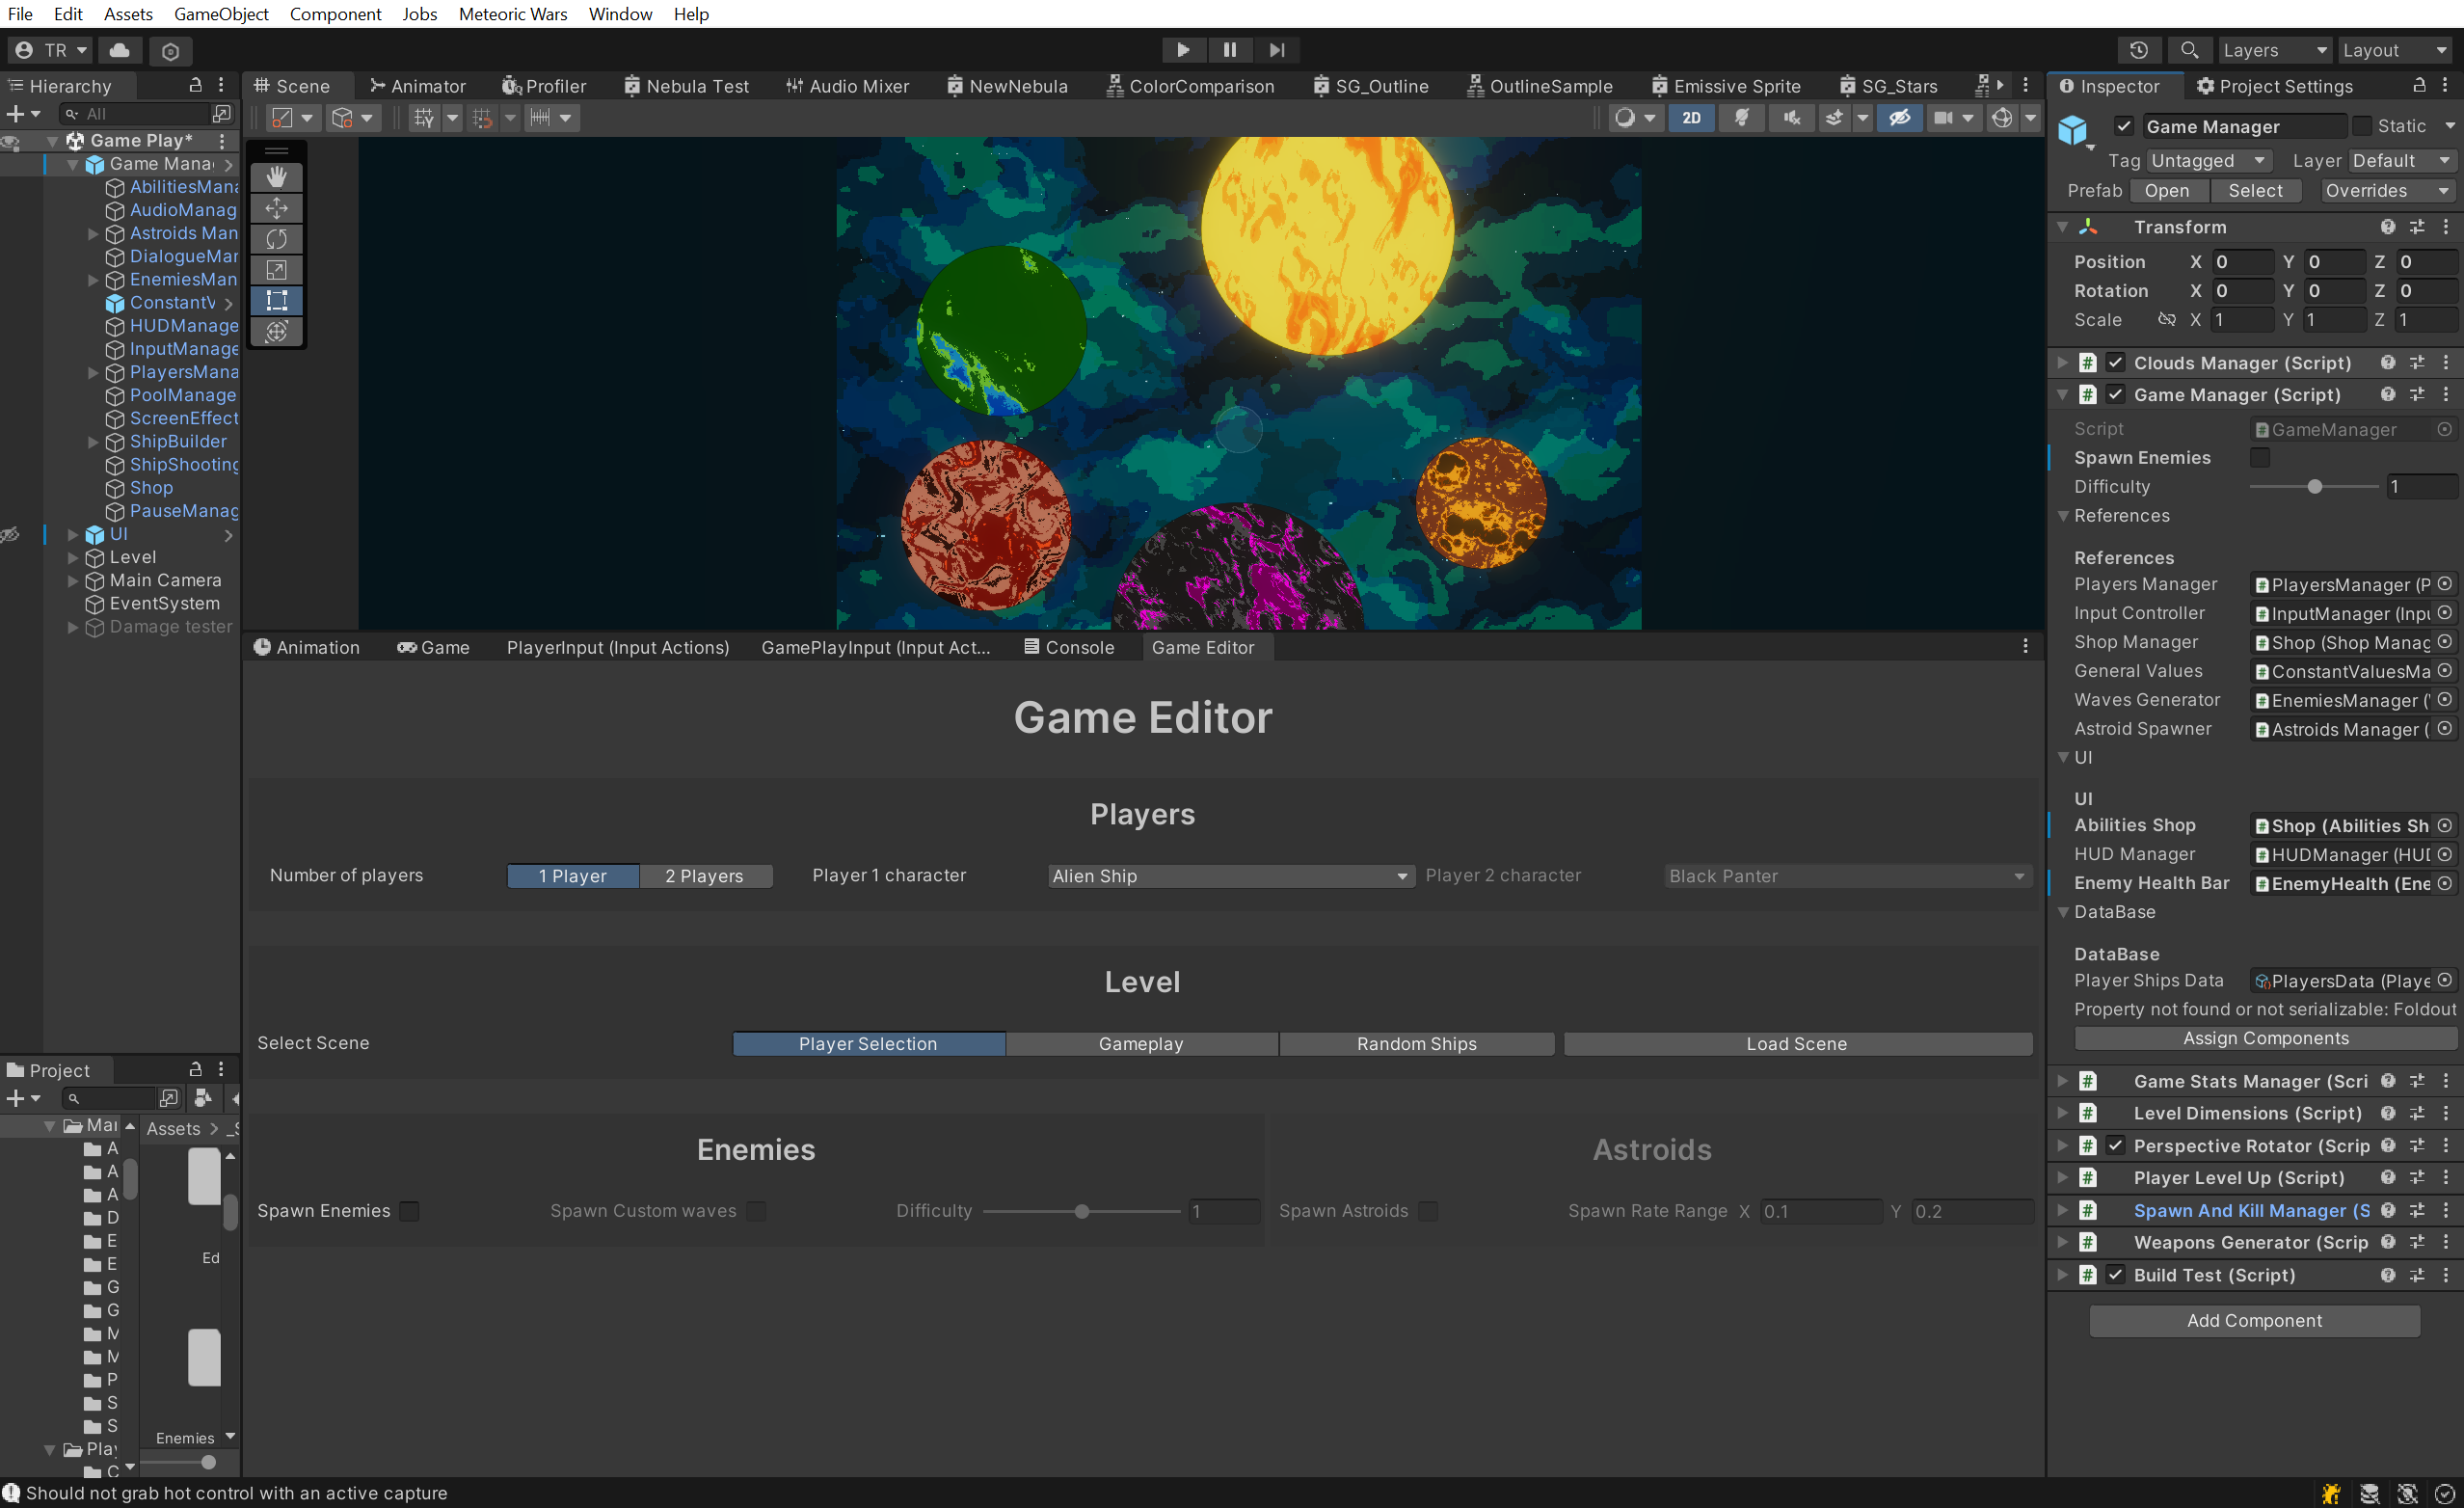 File Edit Assets GameObject Component Jobs Meteoric Wars Window Help
TR Layers Layout
Hierarchy
All
Game Play*
Game Mana
AbilitiesMana
AudioManag
Astroids Man
DialogueMar
EnemiesMan
ConstantV
HUDManage
InputManage
PlayersMana
PoolManage
ScreenEffect
ShipBuilder
ShipShooting
Shop
PauseManag
UI
Level
Main Camera
EventSystem
Damage tester
Scene Animator Profiler Nebula Test Audio Mixer NewNebula ColorComparison SG_Outline OutlineSample Emissive Sprite SG_Stars
2D
Animation Game PlayerInput (Input Actions) GamePlayInput (Input Act... Console Game Editor
Game Editor
Players
Number of players 1 Player 2 Players Player 1 character Alien Ship Player 2 character Black Panter
Level
Select Scene Player Selection Gameplay Random Ships Load Scene
Enemies Astroids
Spawn Enemies Spawn Custom waves Difficulty 1 Spawn Astroids Spawn Rate Range X 0.1 Y 0.2
Project
Mar
A
A
A
D
E
E
G
G
M
M
P
S
S
Play
C
Assets > _S
Ed
Enemies
Should not grab hot control with an active capture
Inspector Project Settings
Game Manager Static
Tag Untagged Layer Default
Prefab Open Select Overrides
Transform
Position X 0 Y 0 Z 0
Rotation X 0 Y 0 Z 0
Scale X 1 Y 1 Z 1
Clouds Manager (Script)
Game Manager (Script)
Script GameManager
Spawn Enemies
Difficulty 1
References
References
Players Manager PlayersManager (P
Input Controller InputManager (Inpu
Shop Manager Shop (Shop Manag
General Values ConstantValuesMa
Waves Generator EnemiesManager (
Astroid Spawner Astroids Manager (
UI
UI
Abilities Shop Shop (Abilities Sh
HUD Manager HUDManager (HUD
Enemy Health Bar EnemyHealth (Ene
DataBase
DataBase
Player Ships Data PlayersData (Playe
Property not found or not serializable: Foldout
Assign Components
Game Stats Manager (Scri
Level Dimensions (Script)
Perspective Rotator (Scrip
Player Level Up (Script)
Spawn And Kill Manager (S
Weapons Generator (Scrip
Build Test (Script)
Add Component